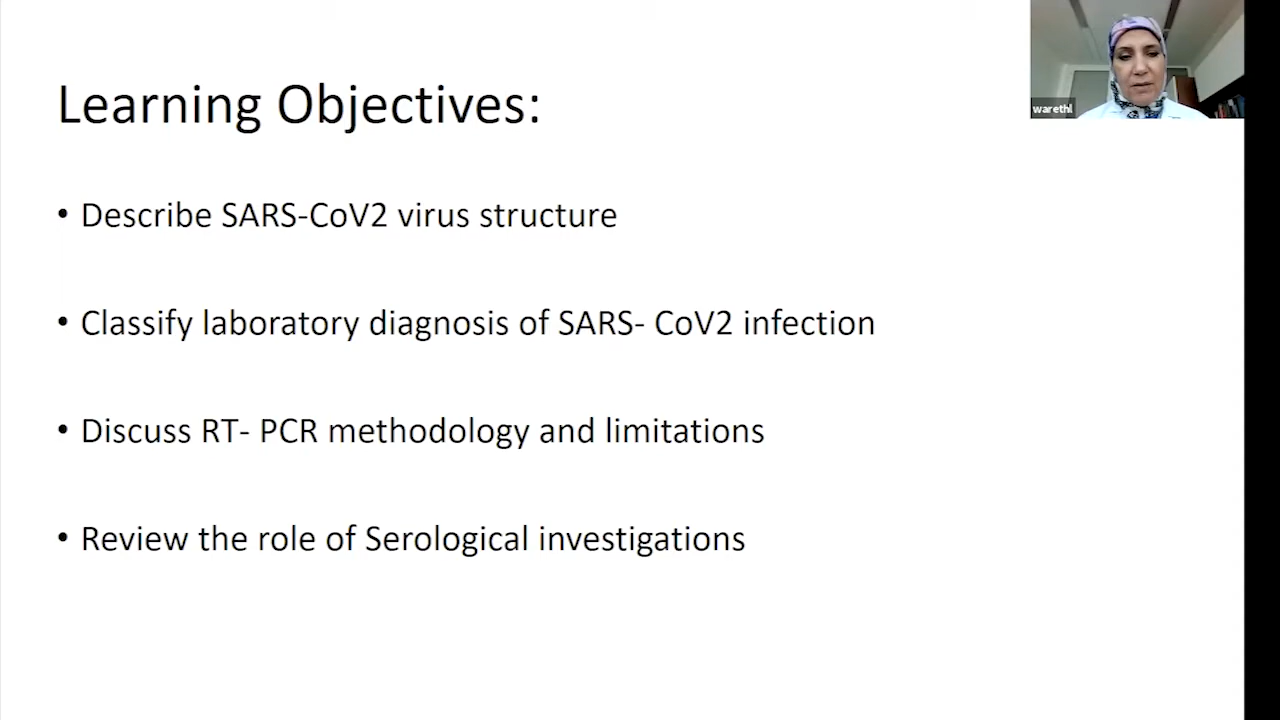 Learning Objectives:
• Describe SARS-CoV2 virus structure
• Classify laboratory diagnosis of SARS- CoV2 infection
• Discuss RT- PCR methodology and limitations
• Review the role of Serological investigations
warethl